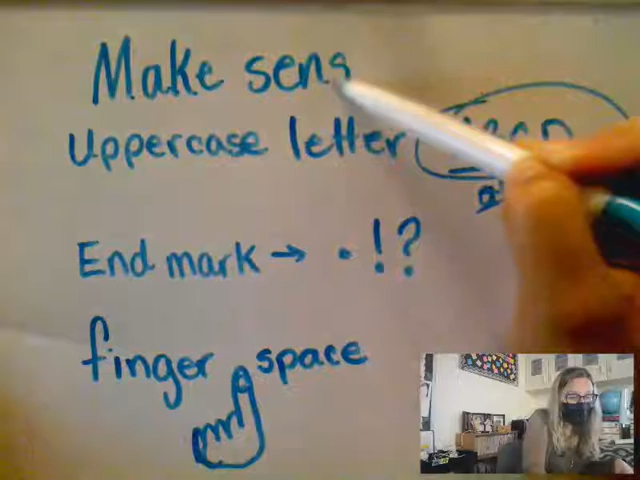 Make sens
Uppercase letter
End mark → . ! ?
finger space